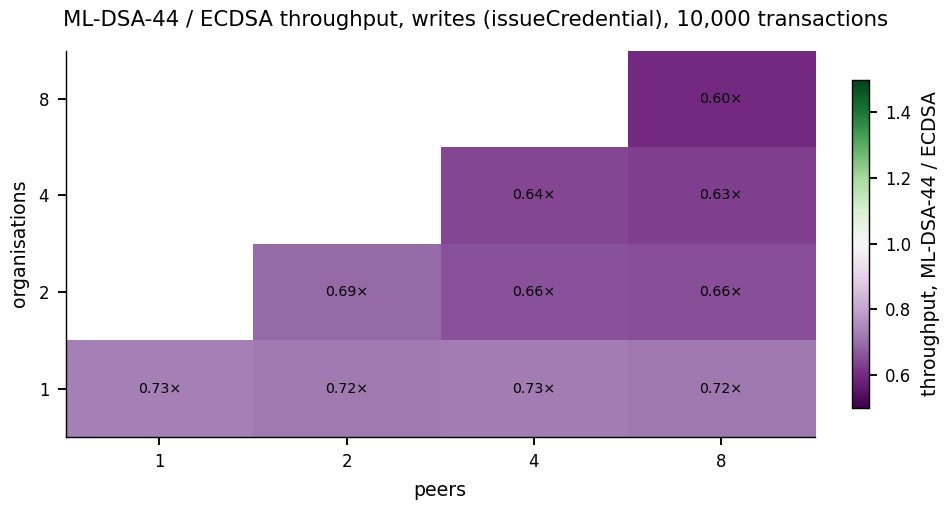 ML-DSA-44 / ECDSA throughput, writes (issueCredential), 10,000 transactions
organisations
8
4
2
1
0.60×
0.64× 0.63×
0.69× 0.66× 0.66×
0.73× 0.72× 0.73× 0.72×
1 2 4 8
peers
1.4
1.2
1.0
0.8
0.6
throughput, ML-DSA-44 / ECDSA